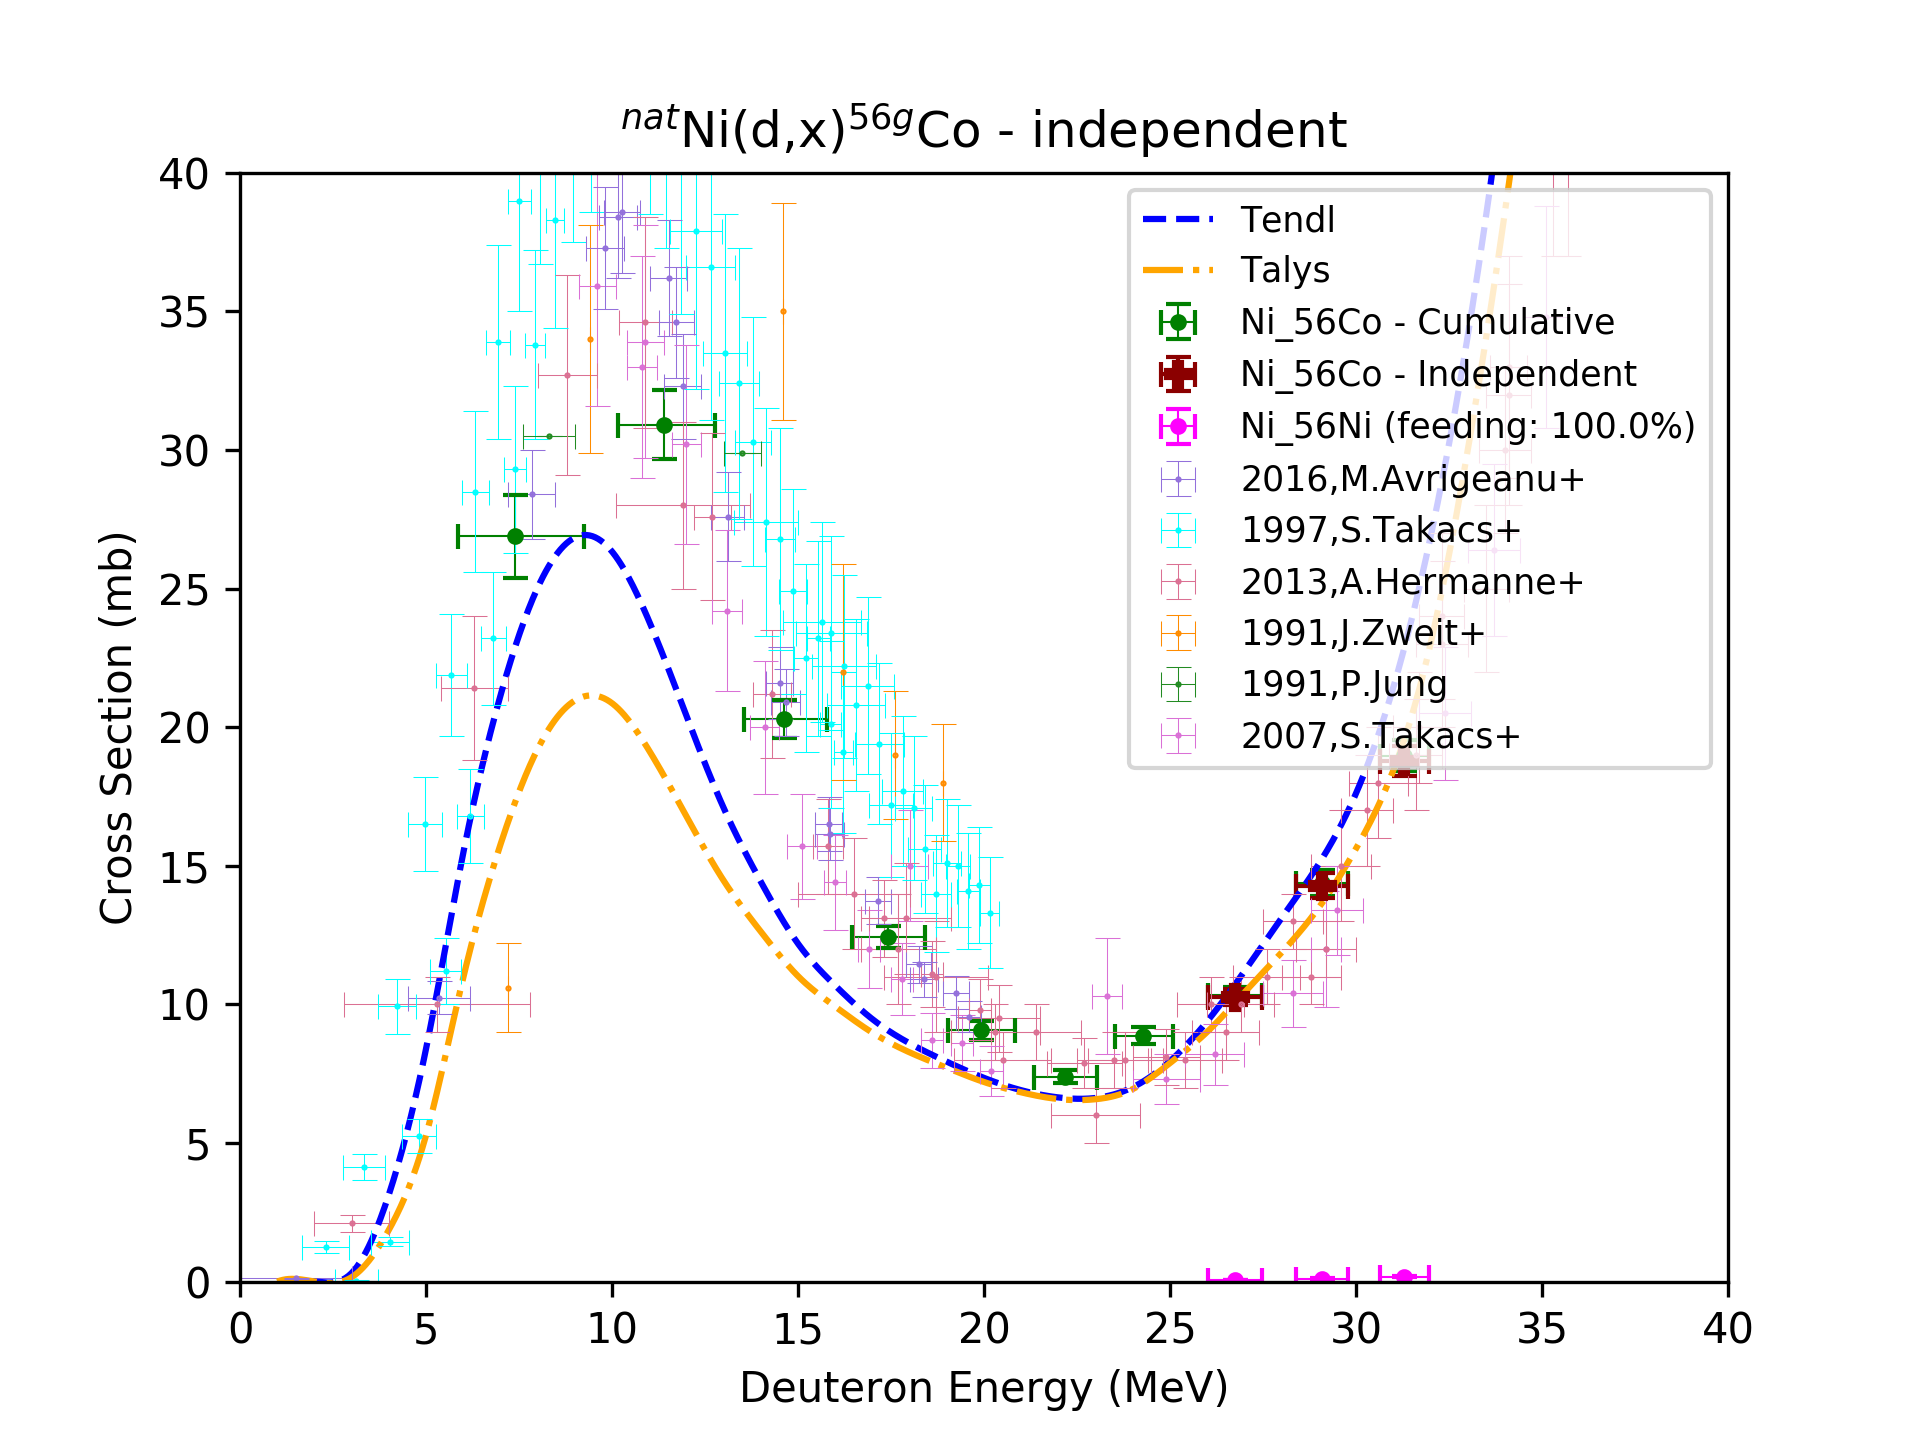 natNi(d,x)56gCo - independent
Cross Section (mb)
40
35
30
25
20
15
10
5
0
Tendl
Talys
Ni_56Co - Cumulative
Ni_56Co - Independent
Ni_56Ni (feeding: 100.0%)
2016,M.Avrigeanu+
1997,S.Takacs+
2013,A.Hermanne+
1991,J.Zweit+
1991,P.Jung
2007,S.Takacs+
0 5 10 15 20 25 30 35 40
Deuteron Energy (MeV)